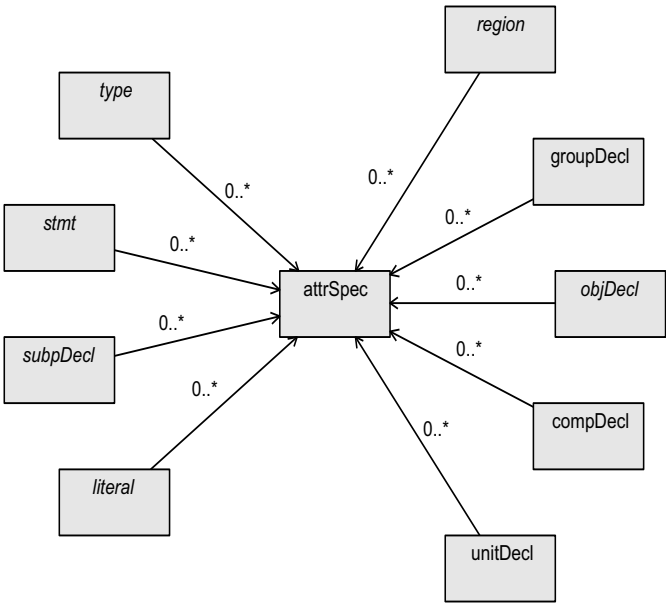 region
type
groupDecl
0..*
0..*
0..*
stmt
0..*
attrSpec
0..*
objDecl
0..*
subpDecl
0..*
0..*
compDecl
0..*
literal
unitDecl